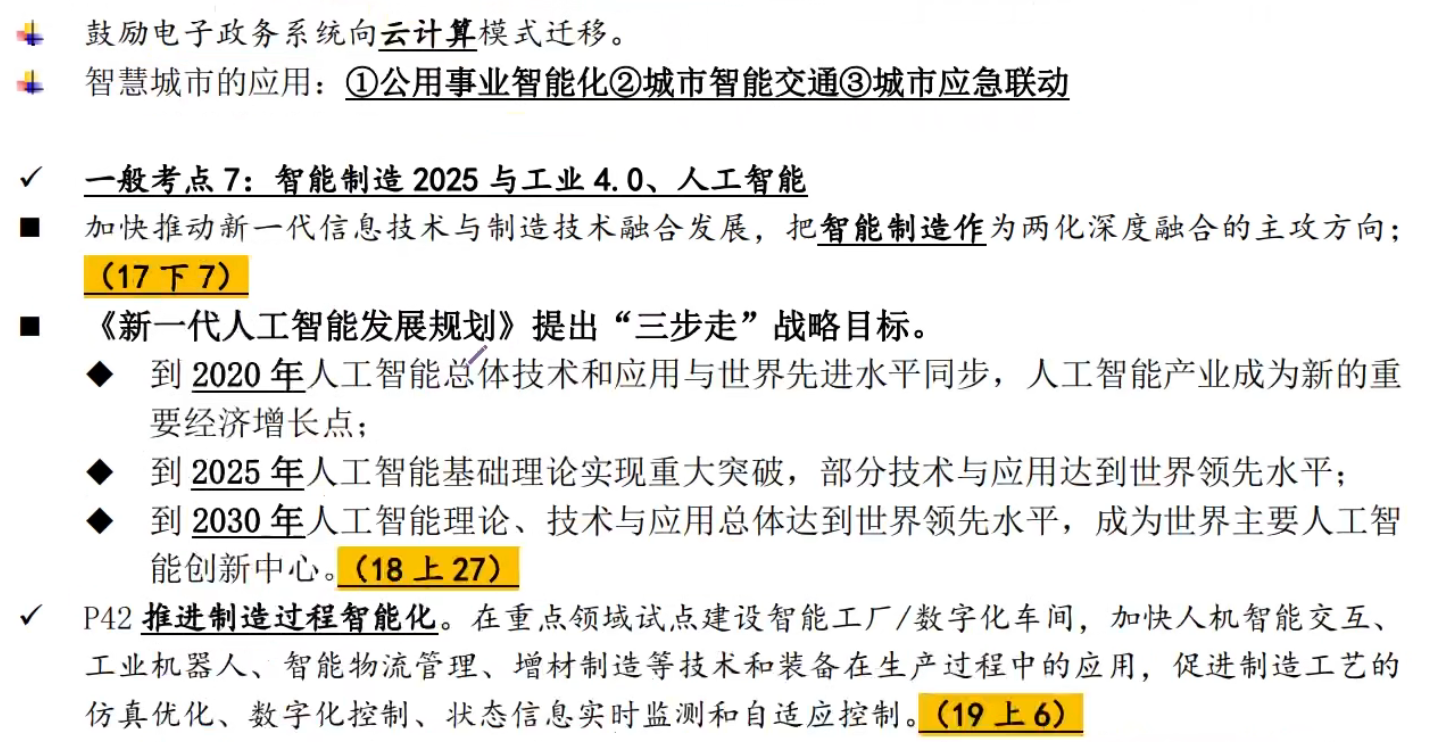 鼓励电子政务系统向云计算模式迁移。
智慧城市的应用：①公用事业智能化②城市智能交通③城市应急联动
✓ 一般考点 7：智能制造 2025 与工业 4.0、人工智能
■ 加快推动新一代信息技术与制造技术融合发展，把智能制造作为两化深度融合的主攻方向；
（17 下 7）
■ 《新一代人工智能发展规划》提出“三步走”战略目标。
◆ 到 2020 年人工智能总体技术和应用与世界先进水平同步，人工智能产业成为新的重
要经济增长点；
◆ 到 2025 年人工智能基础理论实现重大突破，部分技术与应用达到世界领先水平；
◆ 到 2030 年人工智能理论、技术与应用总体达到世界领先水平，成为世界主要人工智
能创新中心。（18 上 27）
✓ P42 推进制造过程智能化。在重点领域试点建设智能工厂/数字化车间，加快人机智能交互、
工业机器人、智能物流管理、增材制造等技术和装备在生产过程中的应用，促进制造工艺的
仿真优化、数字化控制、状态信息实时监测和自适应控制。（19 上 6）